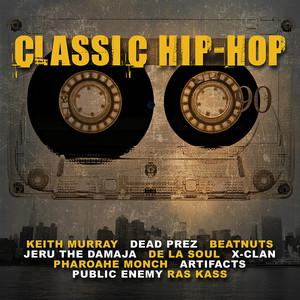 CLASSIC HIP-HOP
KEITH MURRAY DEAD PREZ BEATNUTS
JERU THE DAMAJA DE LA SOUL X-CLAN
PHAROAHE MONCH ARTIFACTS
PUBLIC ENEMY RAS KASS